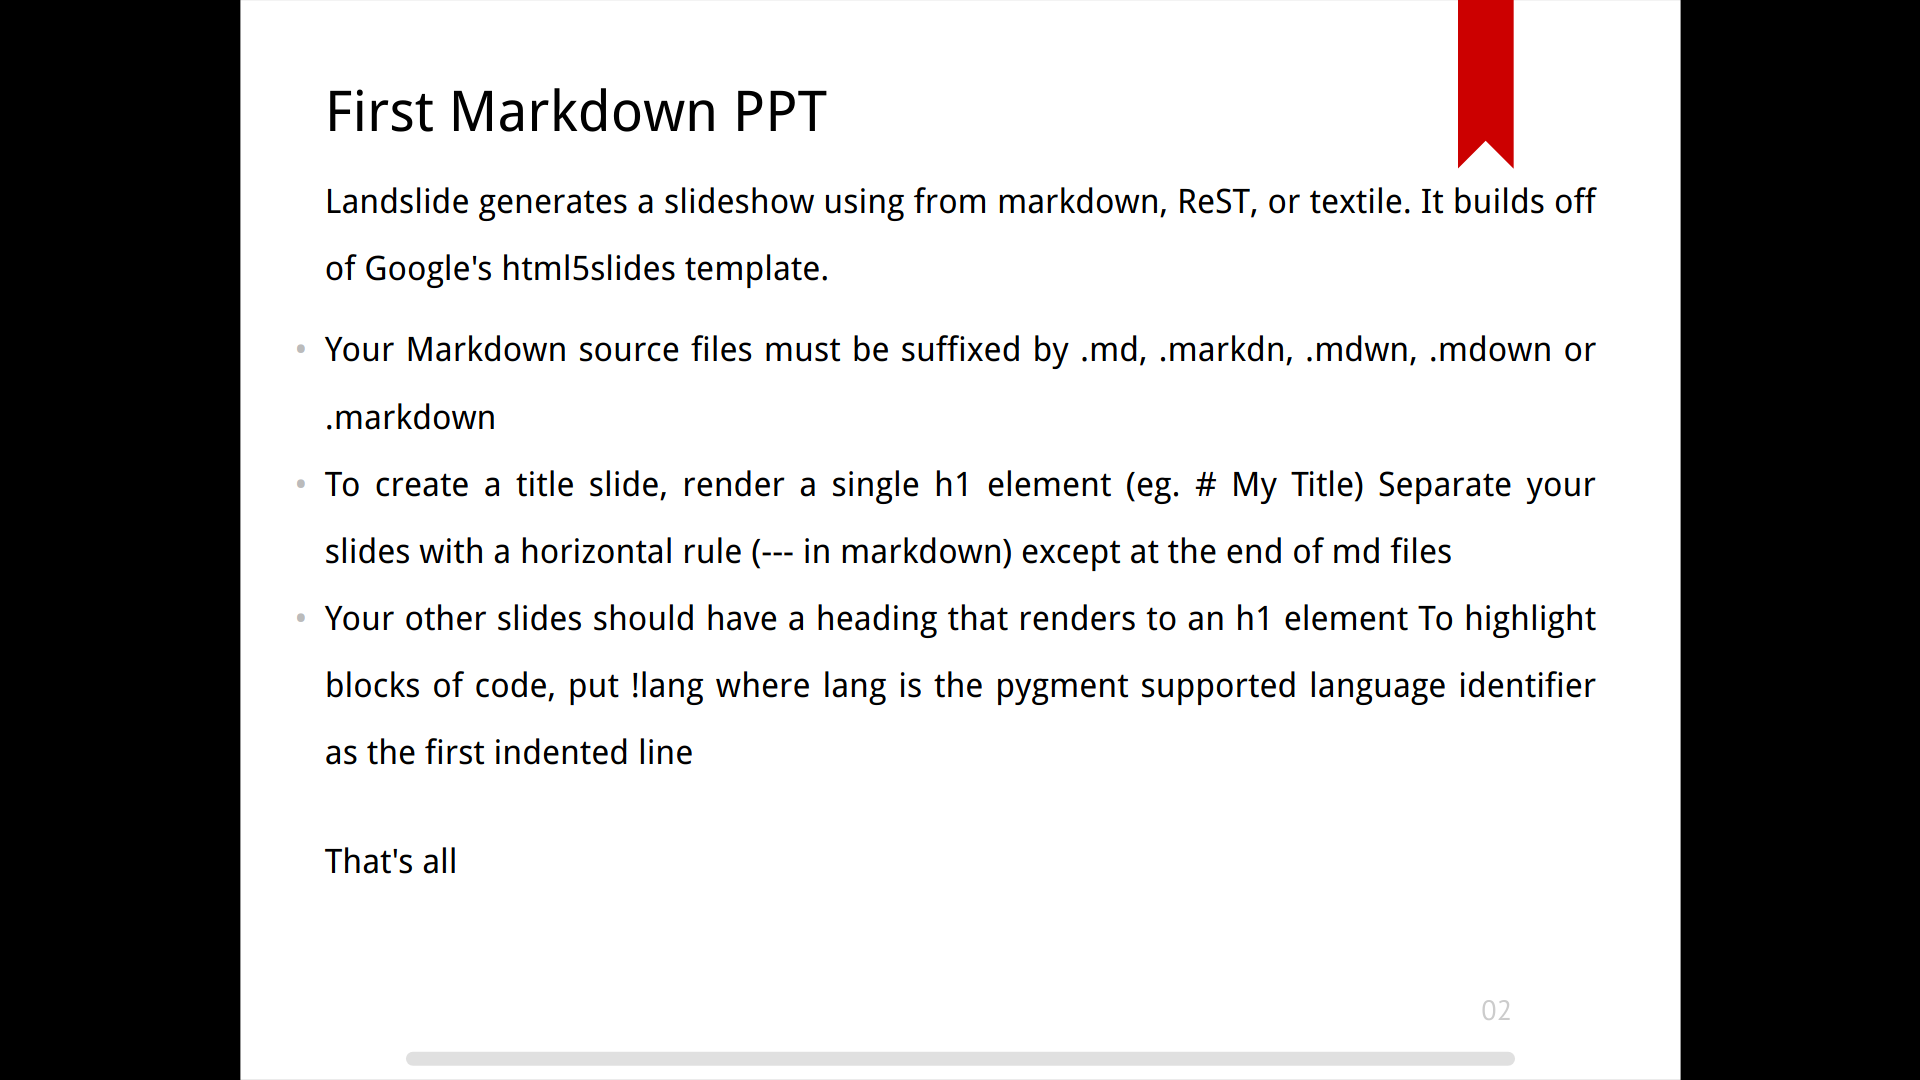 First Markdown PPT
Landslide generates a slideshow using from markdown, ReST, or textile. It builds off
of Google's html5slides template.
• Your Markdown source files must be suffixed by .md, .markdn, .mdwn, .mdown or
.markdown
• To create a title slide, render a single h1 element (eg. # My Title) Separate your
slides with a horizontal rule (--- in markdown) except at the end of md files
• Your other slides should have a heading that renders to an h1 element To highlight
blocks of code, put !lang where lang is the pygment supported language identifier
as the first indented line
That's all
02